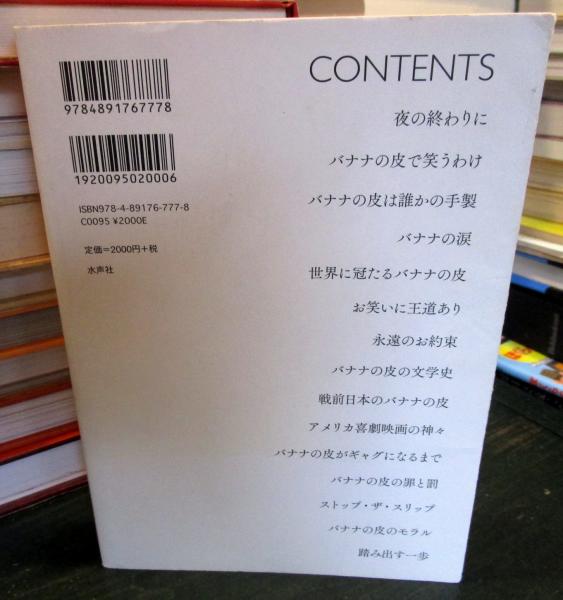 CONTENTS
夜の終わりに
バナナの皮で笑うわけ
バナナの皮は誰かの手製
バナナの涙
世界に冠たるバナナの皮
お笑いに王道あり
永遠のお約束
バナナの皮の文学史
戦前日本のバナナの皮
アメリカ喜劇映画の神々
バナナの皮がギャグになるまで
バナナの皮の罪と罰
ストップ・ザ・スリップ
バナナの皮のモラル
踏み出す一歩
9784891767778
1920095020006
ISBN978-4-89176-777-8
C0095 ¥2000E
定価=2000円+税
水声社